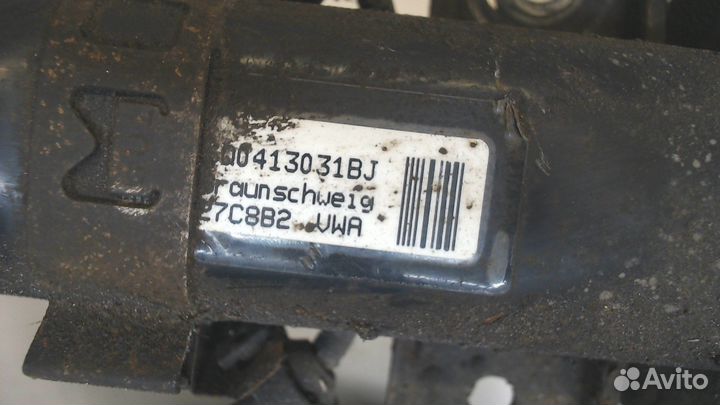 0413031BJ
raunschweig
7C8B2 VWA
Avito